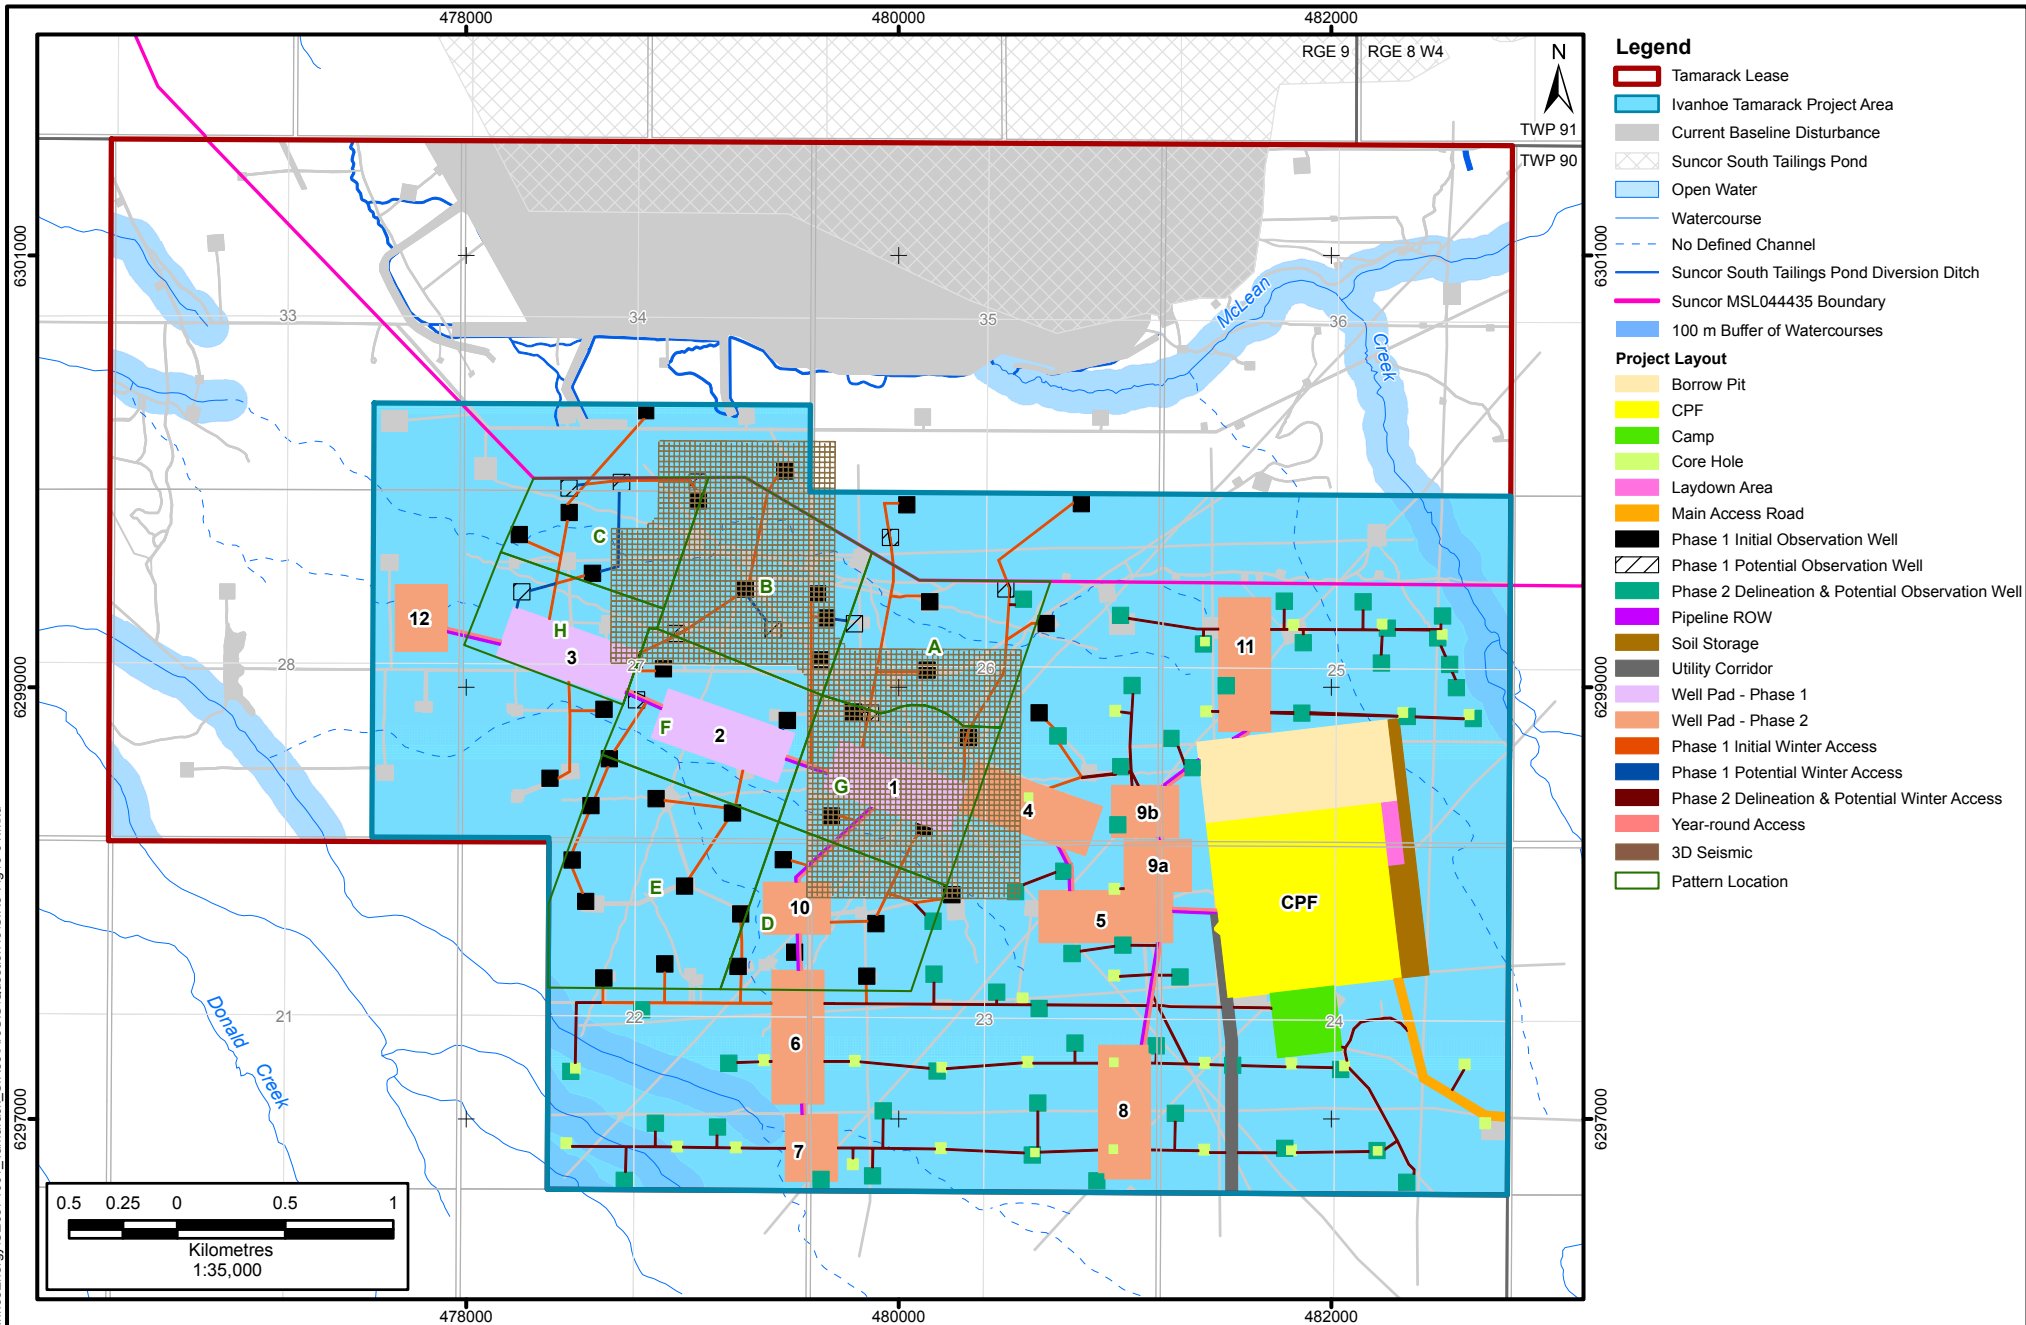 478000
480000
482000
RGE 9
RGE 8 W4
N
TWP 91
TWP 90
6301000
6301000
McLean
Creek
33
34
35
36
C
B
12
H
3
A
11
28
27
26
25
6299000
6299000
F
2
G
1
4
9b
9a
E
10
D
5
CPF
21
22
23
24
Donald
Creek
6
8
7
6297000
6297000
0.5
0.25
0
0.5
1
Kilometres
1:35,000
478000
480000
482000
Legend
Tamarack Lease
Ivanhoe Tamarack Project Area
Current Baseline Disturbance
Suncor South Tailings Pond
Open Water
Watercourse
No Defined Channel
Suncor South Tailings Pond Diversion Ditch
Suncor MSL044435 Boundary
100 m Buffer of Watercourses
Project Layout
Borrow Pit
CPF
Camp
Core Hole
Laydown Area
Main Access Road
Phase 1 Initial Observation Well
Phase 1 Potential Observation Well
Phase 2 Delineation & Potential Observation Well
Pipeline ROW
Soil Storage
Utility Corridor
Well Pad - Phase 1
Well Pad - Phase 2
Phase 1 Initial Winter Access
Phase 1 Potential Winter Access
Phase 2 Delineation & Potential Winter Access
Year-round Access
3D Seismic
Pattern Location